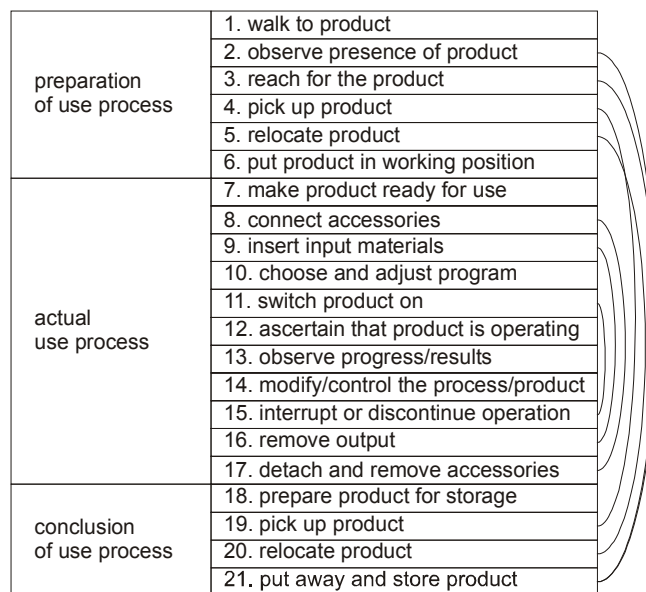 preparation
of use process
1. walk to product
2. observe presence of product
3. reach for the product
4. pick up product
5. relocate product
6. put product in working position
actual
use process
7. make product ready for use
8. connect accessories
9. insert input materials
10. choose and adjust program
11. switch product on
12. ascertain that product is operating
13. observe progress/results
14. modify/control the process/product
15. interrupt or discontinue operation
16. remove output
17. detach and remove accessories
conclusion
of use process
18. prepare product for storage
19. pick up product
20. relocate product
21. put away and store product